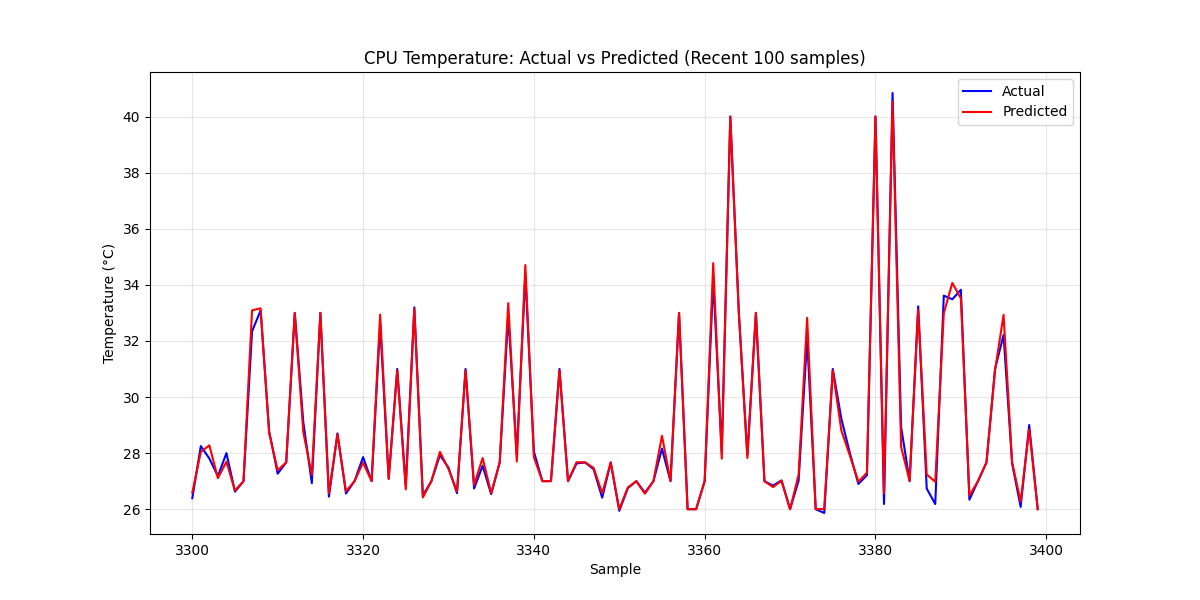 CPU Temperature: Actual vs Predicted (Recent 100 samples)
Actual
Predicted
Temperature (°C)
40
38
36
34
32
30
28
26
3300
3320
3340
3360
3380
3400
Sample